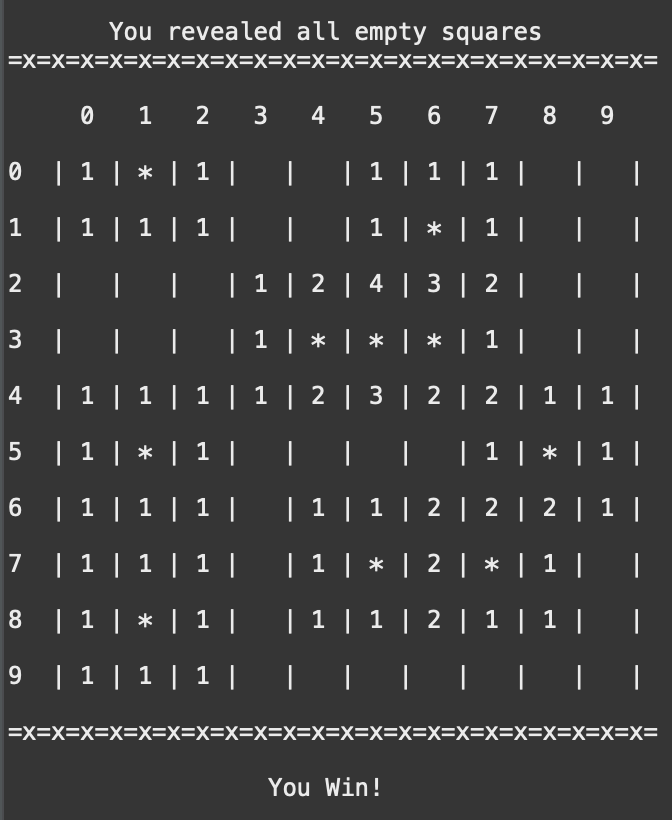 You revealed all empty squares
=x=x=x=x=x=x=x=x=x=x=x=x=x=x=x=x=x=x=x=x=x=x=
0 1 2 3 4 5 6 7 8 9
0 | 1 | * | 1 |   |   | 1 | 1 | 1 |   |   |
1 | 1 | 1 | 1 |   |   | 1 | * | 1 |   |   |
2 |   |   |   | 1 | 2 | 4 | 3 | 2 |   |   |
3 |   |   |   | 1 | * | * | * | 1 |   |   |
4 | 1 | 1 | 1 | 1 | 2 | 3 | 2 | 2 | 1 | 1 |
5 | 1 | * | 1 |   |   |   |   | 1 | * | 1 |
6 | 1 | 1 | 1 |   | 1 | 1 | 2 | 2 | 2 | 1 |
7 | 1 | 1 | 1 |   | 1 | * | 2 | * | 1 |   |
8 | 1 | * | 1 |   | 1 | 1 | 2 | 1 | 1 |   |
9 | 1 | 1 | 1 |   |   |   |   |   |   |   |
=x=x=x=x=x=x=x=x=x=x=x=x=x=x=x=x=x=x=x=x=x=x=
You Win!